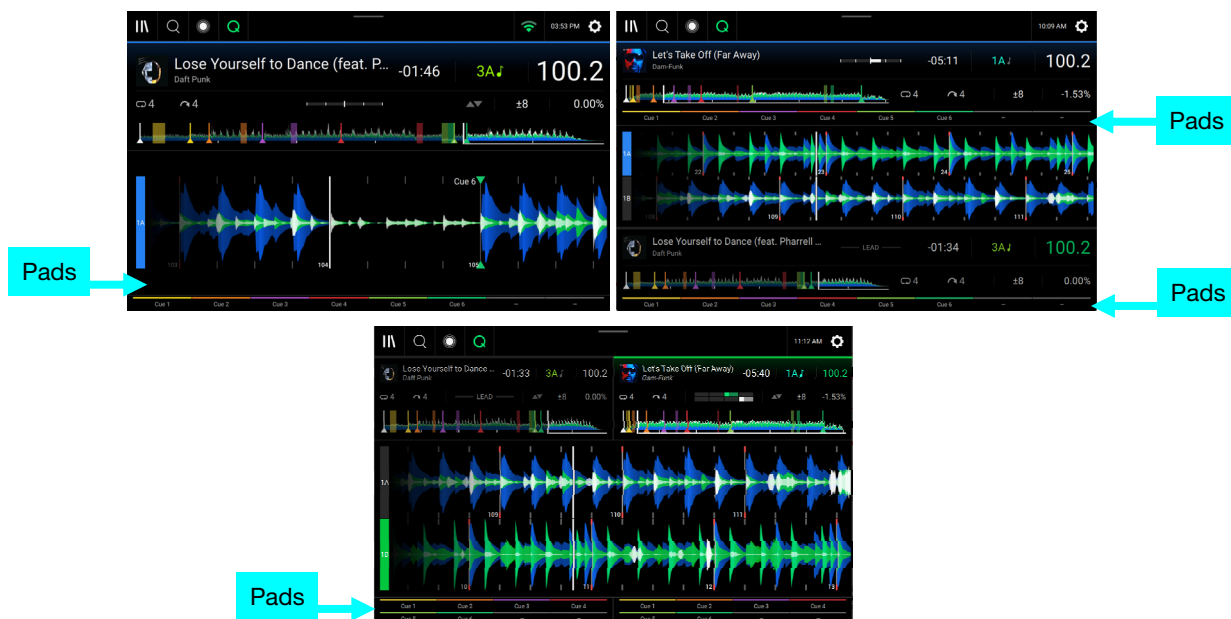 03:53 PM
Lose Yourself to Dance (feat. P...
Daft Punk
-01:46
3A♪
100.2
4
4
±8
0.00%
Cue 6
1A
103
104
105
Cue 1 Cue 2 Cue 3 Cue 4 Cue 5 Cue 6 – –
Pads
10:09 AM
Let's Take Off (Far Away)
Dam-Funk
-05:11
1A♪
100.2
4
4
±8
-1.53%
Cue 1 Cue 2 Cue 3 Cue 4 Cue 5 Cue 6 – –
Pads
1A
22
23
24
25
1B
108
109
110
111
Lose Yourself to Dance (feat. Pharrell ...
Daft Punk
LEAD
-01:34
3A♪
100.2
4
4
±8
0.00%
Cue 1 Cue 2 Cue 3 Cue 4 Cue 5 Cue 6 – –
Pads
11:12 AM
Lose Yourself to Dance ...
Daft Punk
-01:33
3A♪
100.2
4
4
LEAD
±8
0.00%
Let's Take Off (Far Away)
Dam-Funk
-05:40
1A♪
100.2
4
4
±8
-1.53%
1A
109
110
111
10
11
12
13
Pads
Cue 1 Cue 2 Cue 3 Cue 4
Cue 1 Cue 2 Cue 3 Cue 4